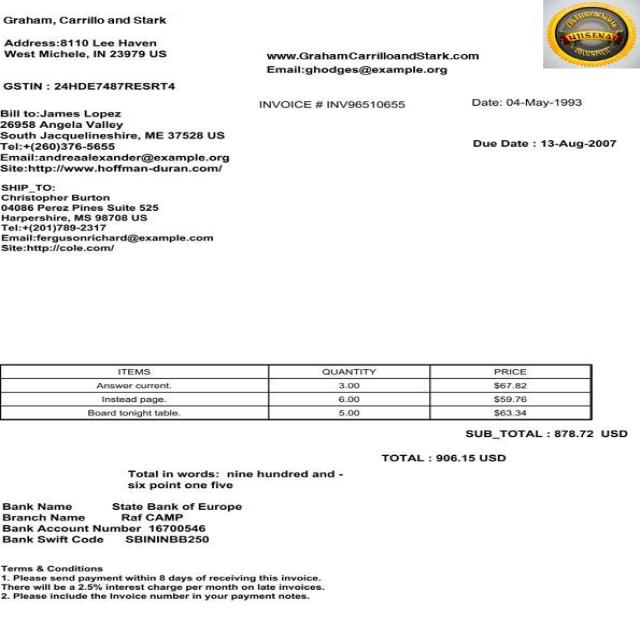 Graham, Carrillo and Stark
Address:8110 Lee Haven
West Michele, IN 23979 US
www.GrahamCarrilloandStark.com
Email:ghodges@example.org
GSTIN : 24HDE7487RESRT4
INVOICE # INV96510655
Date: 04-May-1993
Due Date : 13-Aug-2007
Bill to:James Lopez
26958 Angela Valley
South Jacquelineshire, ME 37528 US
Tel:+(260)376-5655
Email:andreaalexander@example.org
Site:http://www.hoffman-duran.com/
SHIP_TO:
Christopher Burton
04086 Perez Pines Suite 525
Harpershire, MS 98708 US
Tel:+(201)789-2317
Email:fergusonrichard@example.com
Site:http://cole.com/
ITEMS QUANTITY PRICE
Answer current. 3.00 $67.82
Instead page. 6.00 $59.76
Board tonight table. 5.00 $63.34
SUB_TOTAL : 878.72 USD
TOTAL : 906.15 USD
Total in words: nine hundred and -
six point one five
Bank Name State Bank of Europe
Branch Name Raf CAMP
Bank Account Number 16700546
Bank Swift Code SBININBB250
Terms & Conditions
1. Please send payment within 8 days of receiving this invoice.
There will be a 2.5% interest charge per month on late invoices.
2. Please include the Invoice number in your payment notes.